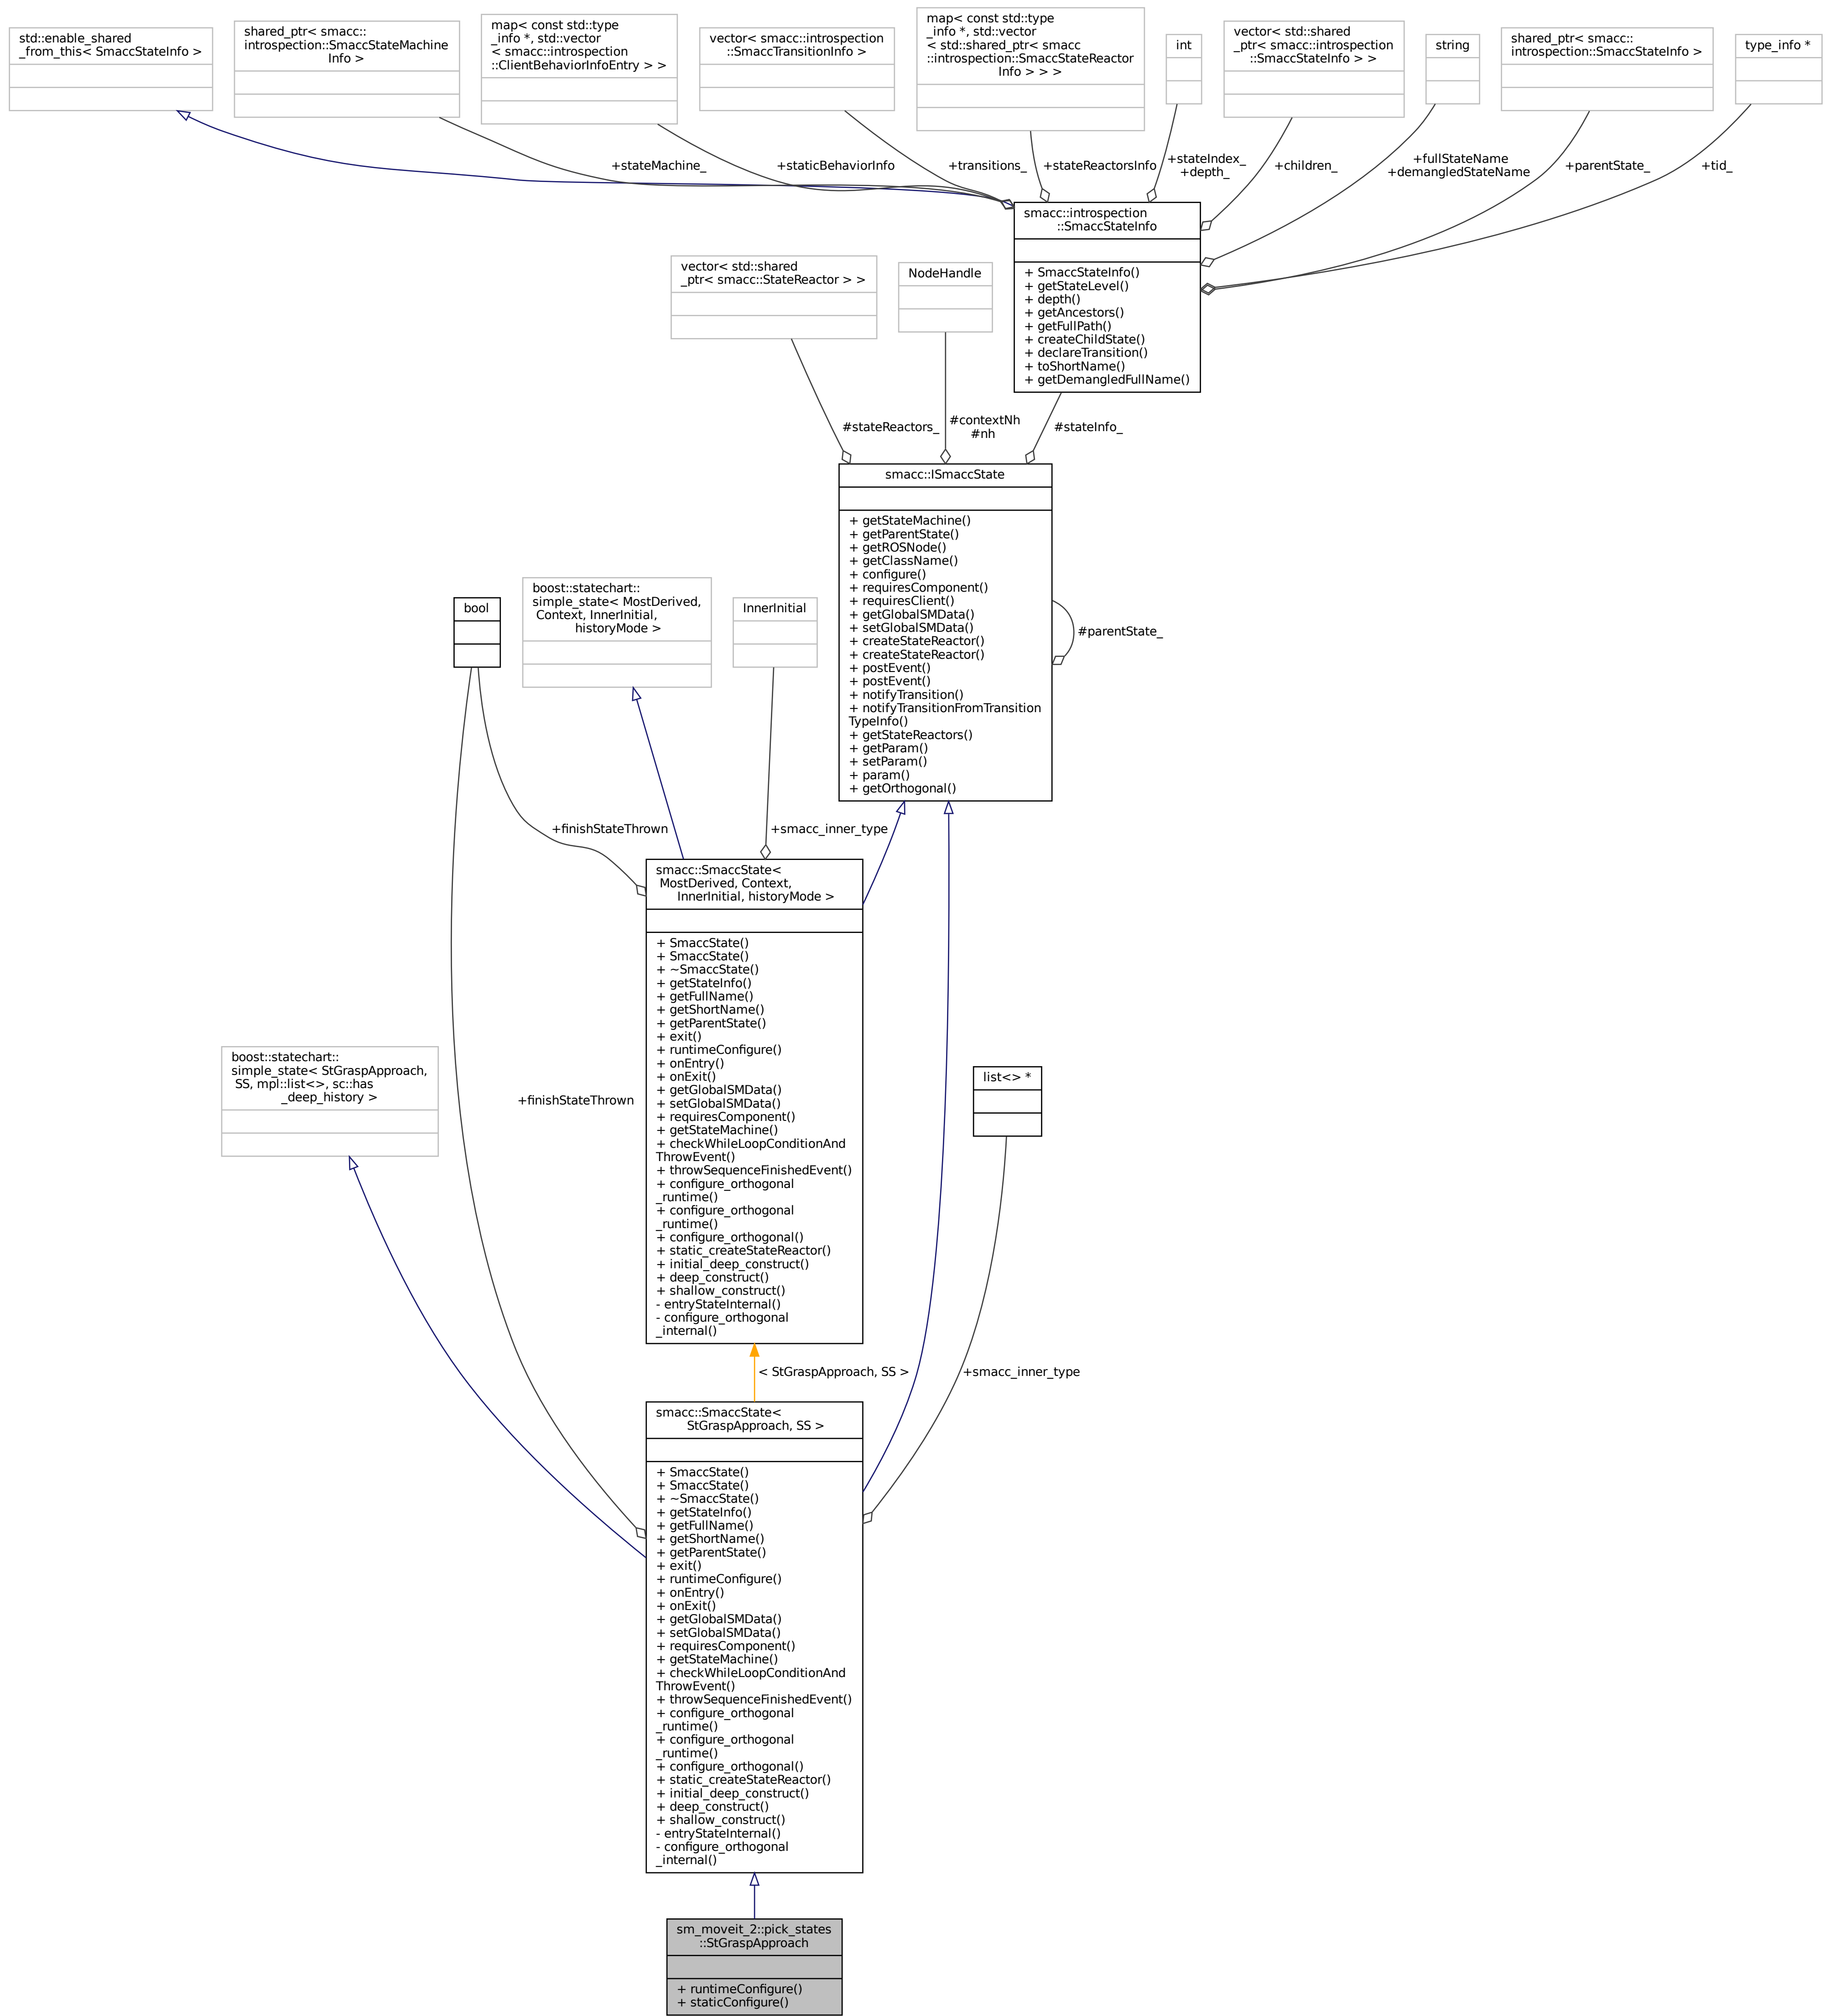 std::enable_shared
_from_this< SmaccStateInfo >
shared_ptr< smacc::
introspection::SmaccStateMachine
Info >
map< const std::type
_info *, std::vector
< smacc::introspection
::ClientBehaviorInfoEntry > >
vector< smacc::introspection
::SmaccTransitionInfo >
map< const std::type
_info *, std::vector
< std::shared_ptr< smacc
::introspection::SmaccStateReactor
Info > > >
int
vector< std::shared
_ptr< smacc::introspection
::SmaccStateInfo > >
string
shared_ptr< smacc::
introspection::SmaccStateInfo >
type_info *
+stateMachine_
+staticBehaviorInfo
+transitions_
+stateReactorsInfo
+stateIndex_
+depth_
+children_
+fullStateName
+demangledStateName
+parentState_
+tid_
smacc::introspection
::SmaccStateInfo
+ SmaccStateInfo()
+ getStateLevel()
+ depth()
+ getAncestors()
+ getFullPath()
+ createChildState()
+ declareTransition()
+ toShortName()
+ getDemangledFullName()
vector< std::shared
_ptr< smacc::StateReactor > >
NodeHandle
#stateReactors_
#contextNh
#nh
#stateInfo_
smacc::ISmaccState
+ getStateMachine()
+ getParentState()
+ getROSNode()
+ getClassName()
+ configure()
+ requiresComponent()
+ requiresClient()
+ getGlobalSMData()
+ setGlobalSMData()
+ createStateReactor()
+ createStateReactor()
+ postEvent()
+ postEvent()
+ notifyTransition()
+ notifyTransitionFromTransition
TypeInfo()
+ getStateReactors()
+ getParam()
+ setParam()
+ param()
+ getOrthogonal()
#parentState_
bool
boost::statechart::
simple_state< MostDerived,
Context, InnerInitial,
historyMode >
InnerInitial
+finishStateThrown
+smacc_inner_type
smacc::SmaccState<
MostDerived, Context,
InnerInitial, historyMode >
+ SmaccState()
+ SmaccState()
+ ~SmaccState()
+ getStateInfo()
+ getFullName()
+ getShortName()
+ getParentState()
+ exit()
+ runtimeConfigure()
+ onEntry()
+ onExit()
+ getGlobalSMData()
+ setGlobalSMData()
+ requiresComponent()
+ getStateMachine()
+ checkWhileLoopConditionAnd
ThrowEvent()
+ throwSequenceFinishedEvent()
+ configure_orthogonal
_runtime()
+ configure_orthogonal
_runtime()
+ configure_orthogonal()
+ static_createStateReactor()
+ initial_deep_construct()
+ deep_construct()
+ shallow_construct()
- entryStateInternal()
- configure_orthogonal
_internal()
boost::statechart::
simple_state< StGraspApproach,
SS, mpl::list<>, sc::has
_deep_history >
+finishStateThrown
list<> *
< StGraspApproach, SS >
+smacc_inner_type
smacc::SmaccState<
StGraspApproach, SS >
+ SmaccState()
+ SmaccState()
+ ~SmaccState()
+ getStateInfo()
+ getFullName()
+ getShortName()
+ getParentState()
+ exit()
+ runtimeConfigure()
+ onEntry()
+ onExit()
+ getGlobalSMData()
+ setGlobalSMData()
+ requiresComponent()
+ getStateMachine()
+ checkWhileLoopConditionAnd
ThrowEvent()
+ throwSequenceFinishedEvent()
+ configure_orthogonal
_runtime()
+ configure_orthogonal
_runtime()
+ configure_orthogonal()
+ static_createStateReactor()
+ initial_deep_construct()
+ deep_construct()
+ shallow_construct()
- entryStateInternal()
- configure_orthogonal
_internal()
sm_moveit_2::pick_states
::StGraspApproach
+ runtimeConfigure()
+ staticConfigure()